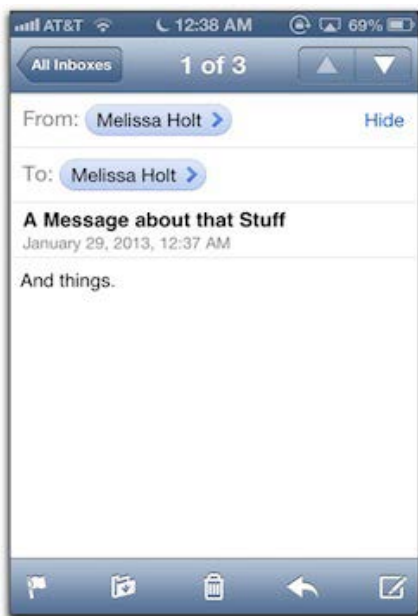 AT&T 12:38 AM 69%
All Inboxes 1 of 3
From: Melissa Holt Hide
To: Melissa Holt
A Message about that Stuff
January 29, 2013, 12:37 AM
And things.